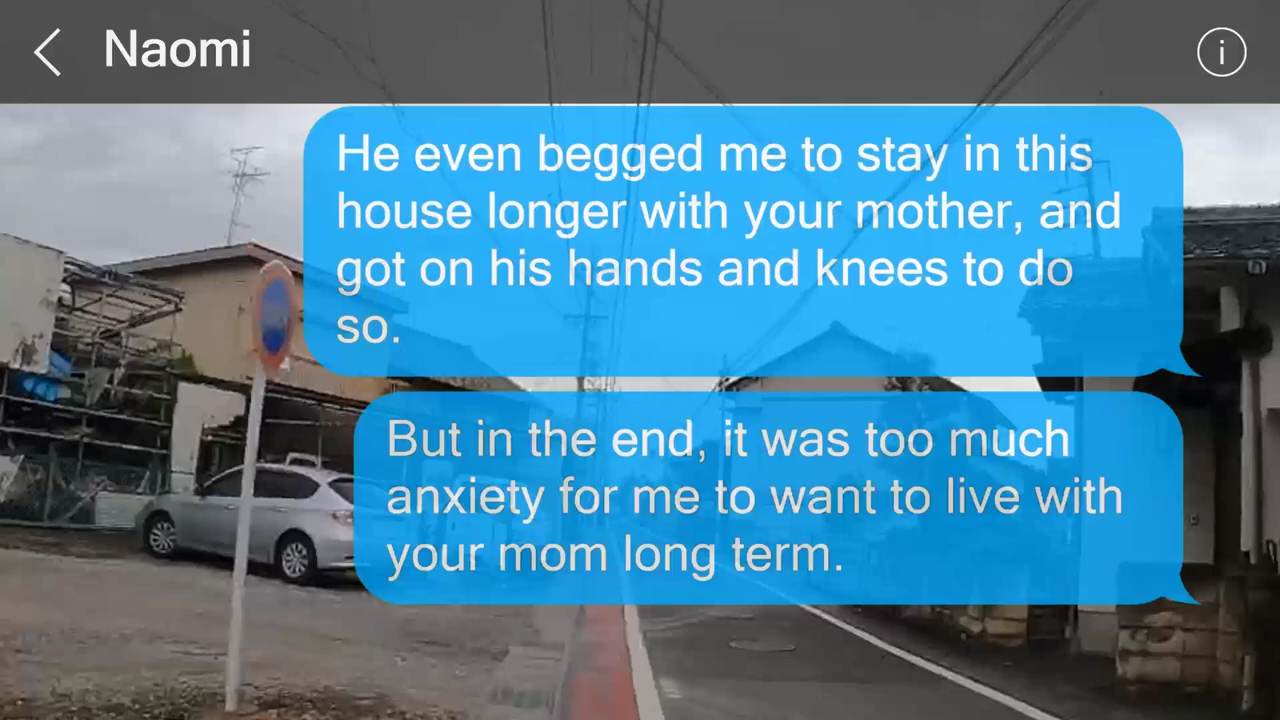 Naomi
He even begged me to stay in this
house longer with your mother, and
got on his hands and knees to do
so.
But in the end, it was too much
anxiety for me to want to live with
your mom long term.